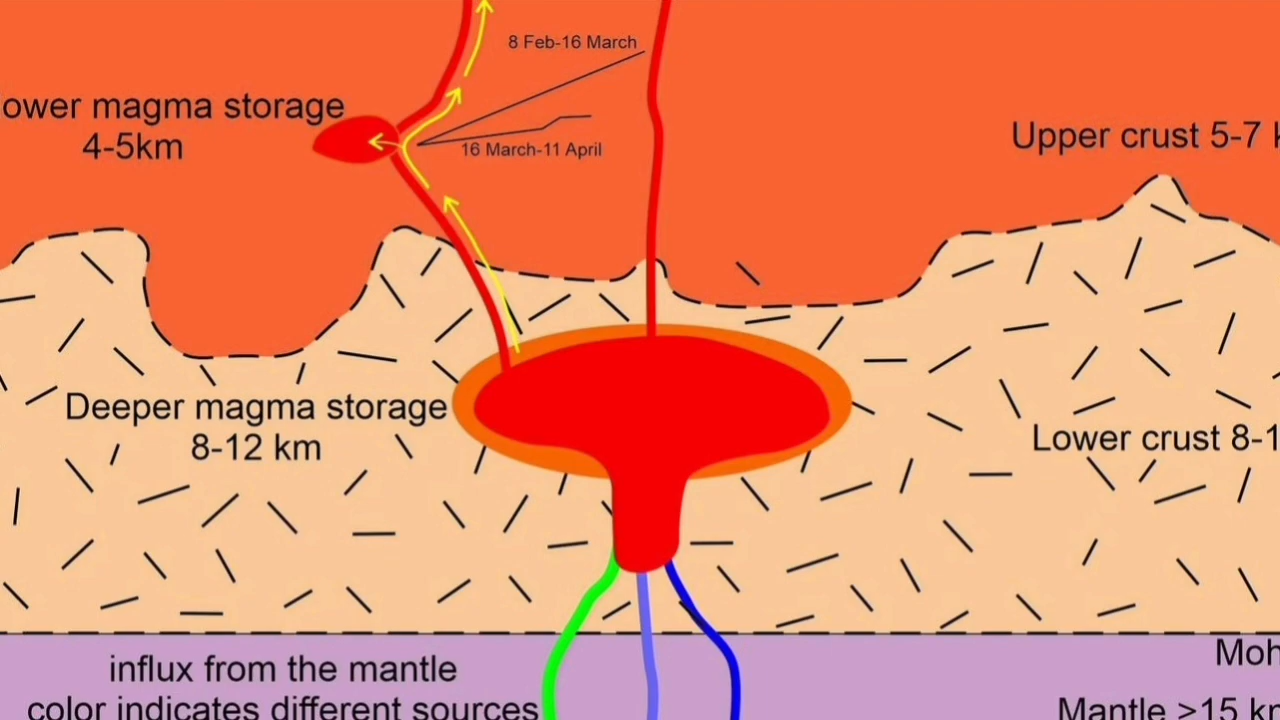 8 Feb-16 March
ower magma storage
4-5km
16 March-11 April
Upper crust 5-7
Deeper magma storage
8-12 km
Lower crust 8-1
influx from the mantle
color indicates different sources
Moh
Mantle >15 km